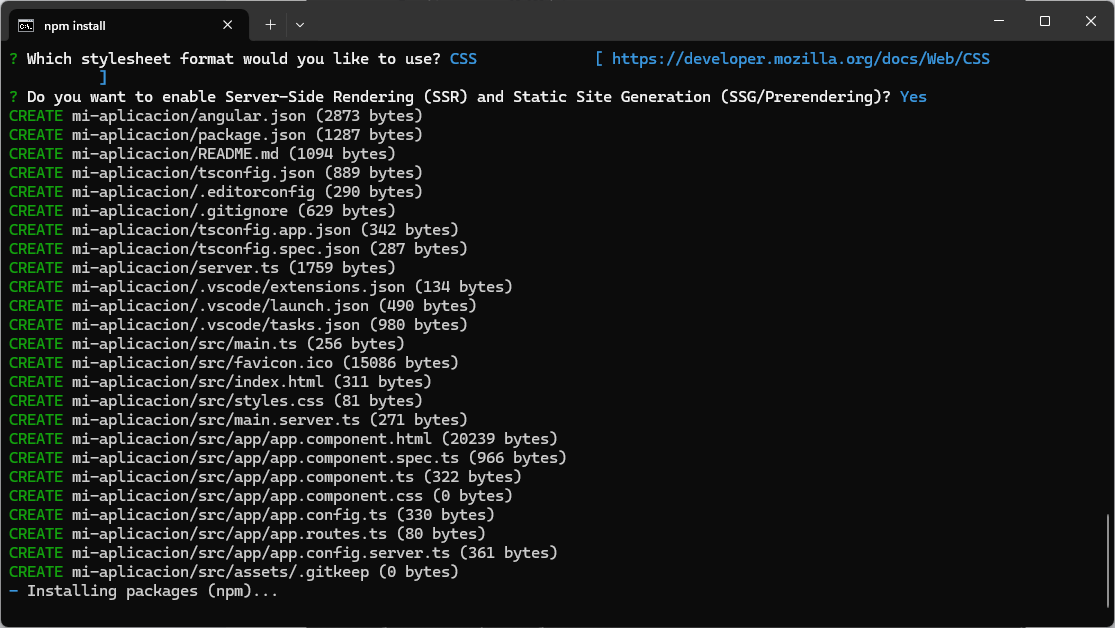 npm install
? Which stylesheet format would you like to use? CSS             [ https://developer.mozilla.org/docs/Web/CSS
          ]
? Do you want to enable Server-Side Rendering (SSR) and Static Site Generation (SSG/Prerendering)? Yes
CREATE mi-aplicacion/angular.json (2873 bytes)
CREATE mi-aplicacion/package.json (1287 bytes)
CREATE mi-aplicacion/README.md (1094 bytes)
CREATE mi-aplicacion/tsconfig.json (889 bytes)
CREATE mi-aplicacion/.editorconfig (290 bytes)
CREATE mi-aplicacion/.gitignore (629 bytes)
CREATE mi-aplicacion/tsconfig.app.json (342 bytes)
CREATE mi-aplicacion/tsconfig.spec.json (287 bytes)
CREATE mi-aplicacion/server.ts (1759 bytes)
CREATE mi-aplicacion/.vscode/extensions.json (134 bytes)
CREATE mi-aplicacion/.vscode/launch.json (490 bytes)
CREATE mi-aplicacion/.vscode/tasks.json (980 bytes)
CREATE mi-aplicacion/src/main.ts (256 bytes)
CREATE mi-aplicacion/src/favicon.ico (15086 bytes)
CREATE mi-aplicacion/src/index.html (311 bytes)
CREATE mi-aplicacion/src/styles.css (81 bytes)
CREATE mi-aplicacion/src/main.server.ts (271 bytes)
CREATE mi-aplicacion/src/app/app.component.html (20239 bytes)
CREATE mi-aplicacion/src/app/app.component.spec.ts (966 bytes)
CREATE mi-aplicacion/src/app/app.component.ts (322 bytes)
CREATE mi-aplicacion/src/app/app.component.css (0 bytes)
CREATE mi-aplicacion/src/app/app.config.ts (330 bytes)
CREATE mi-aplicacion/src/app/app.routes.ts (80 bytes)
CREATE mi-aplicacion/src/app/app.config.server.ts (361 bytes)
CREATE mi-aplicacion/src/assets/.gitkeep (0 bytes)
- Installing packages (npm)...